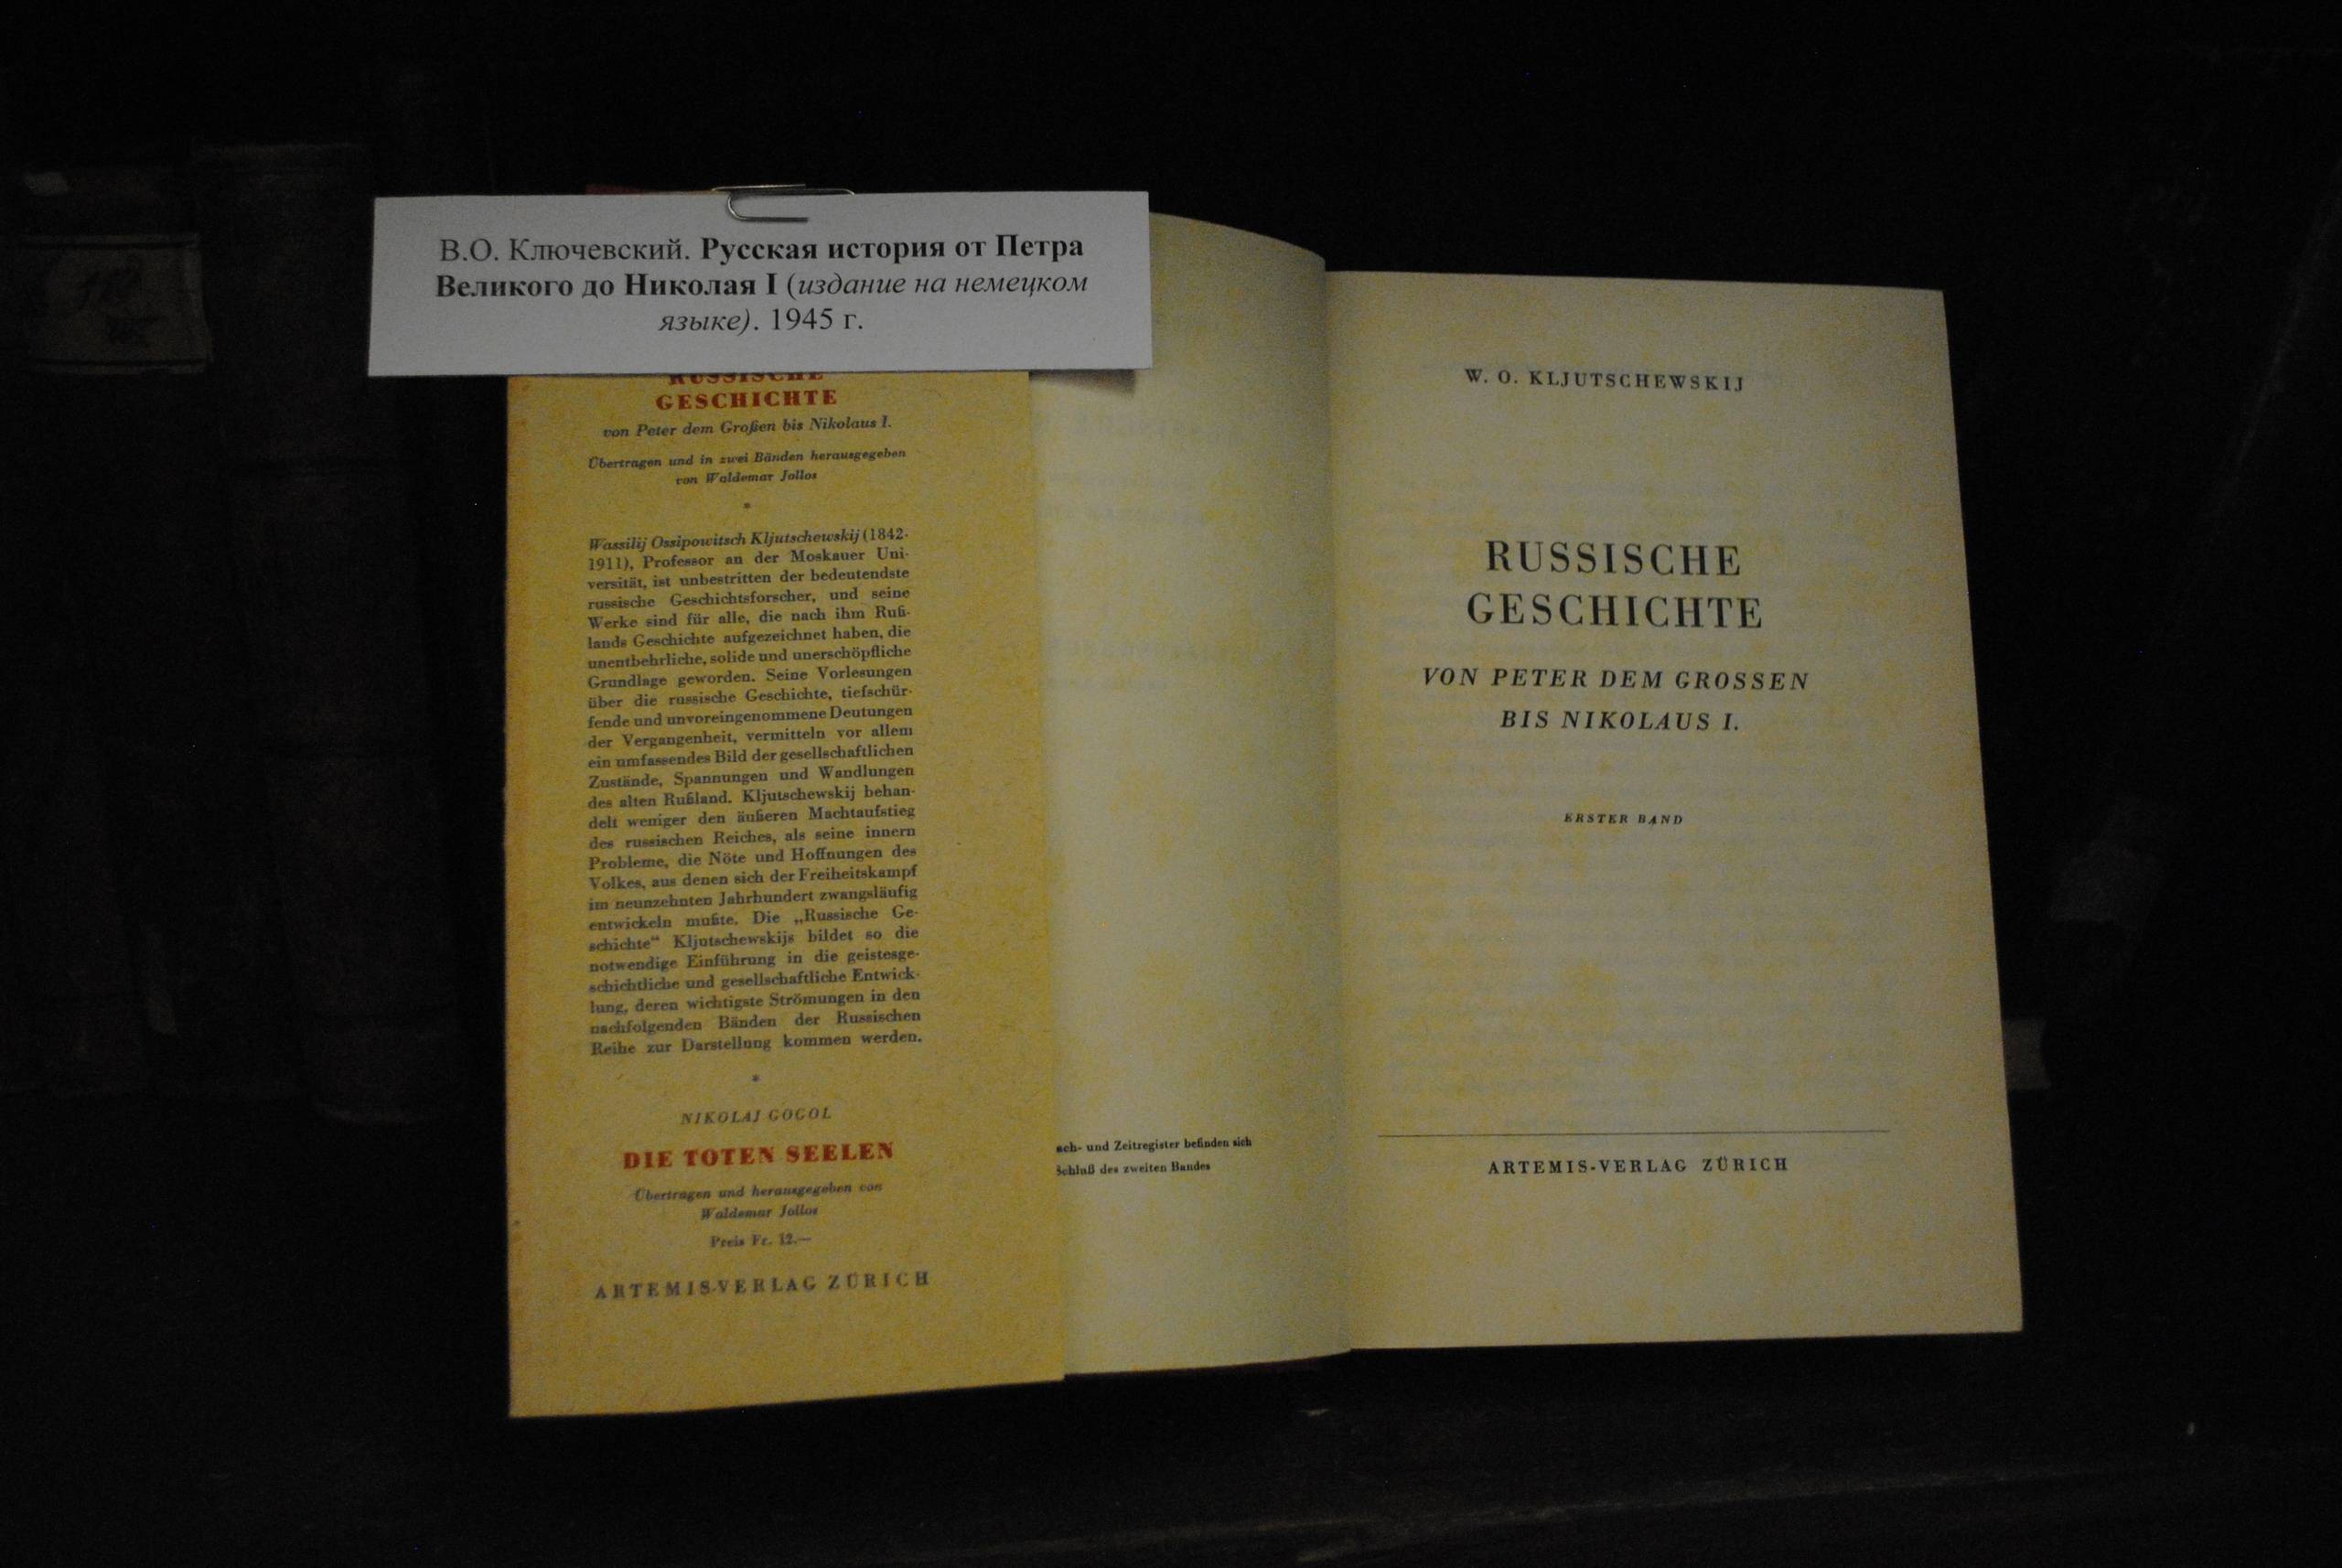 В.О. Ключевский. Русская история от Петра
Великого до Николая I (издание на немецком
языке). 1945 г.
RUSSISCHE
GESCHICHTE
von Peter dem Großen bis Nikolaus I.
Übertragen und in zwei Bänden herausgegeben
von Waldemar Jollos
*
Wassilij Ossipowitsch Kljutschewskij (1842-
1911), Professor an der Moskauer Uni-
versität, ist unbestritten der bedeutendste
russische Geschichtsforscher, und seine
Werke sind für alle, die nach ihm Ruß-
lands Geschichte aufgezeichnet haben, die
unentbehrliche, solide und unerschöpfliche
Grundlage geworden. Seine Vorlesungen
über die russische Geschichte, tiefschür-
fende und unvoreingenommene Deutungen
der Vergangenheit, vermitteln vor allem
ein umfassendes Bild der gesellschaftlichen
Zustände, Spannungen und Wandlungen
des alten Rußland. Kljutschewskij behan-
delt weniger den äußeren Machtaufstieg
des russischen Reiches, als seine innern
Probleme, die Nöte und Hoffnungen des
Volkes, aus denen sich der Freiheitskampf
im neunzehnten Jahrhundert zwangsläufig
entwickeln mußte. Die „Russische Ge-
schichte“ Kljutschewskijs bildet so die
notwendige Einführung in die geistesge-
schichtliche und gesellschaftliche Entwick-
lung, deren wichtigste Strömungen in den
nachfolgenden Bänden der Russischen
Reihe zur Darstellung kommen werden.
*
NIKOLAJ GOGOL
DIE TOTEN SEELEN
Übertragen und herausgegeben von
Waldemar Jollos
Preis Fr. 12.—
ARTEMIS-VERLAG ZÜRICH
ach- und Zeitregister befinden sich
Schluß des zweiten Bandes
W. O. KLJUTSCHEWSKIJ
RUSSISCHE
GESCHICHTE
VON PETER DEM GROSSEN
BIS NIKOLAUS I.
ERSTER BAND
ARTEMIS-VERLAG ZÜRICH